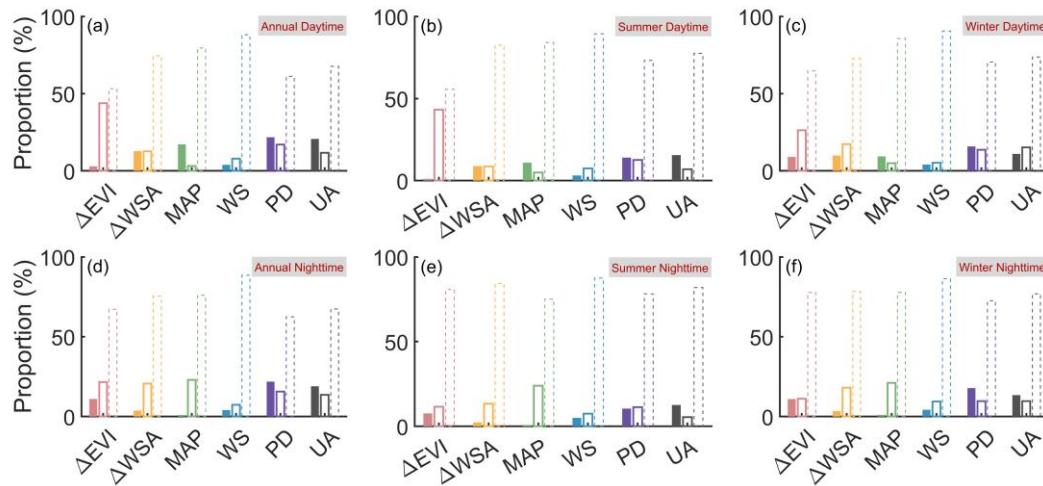 Proportion (%)
100
50
0
(a)
Annual Daytime
ΔEVI
ΔWSA
MAP
WS
PD
UA
100
50
0
(b)
Summer Daytime
ΔEVI
ΔWSA
MAP
WS
PD
UA
100
50
0
(c)
Winter Daytime
ΔEVI
ΔWSA
MAP
WS
PD
UA
Proportion (%)
100
50
0
(d)
Annual Nighttime
ΔEVI
ΔWSA
MAP
WS
PD
UA
100
50
0
(e)
Summer Nighttime
ΔEVI
ΔWSA
MAP
WS
PD
UA
100
50
0
(f)
Winter Nighttime
ΔEVI
ΔWSA
MAP
WS
PD
UA